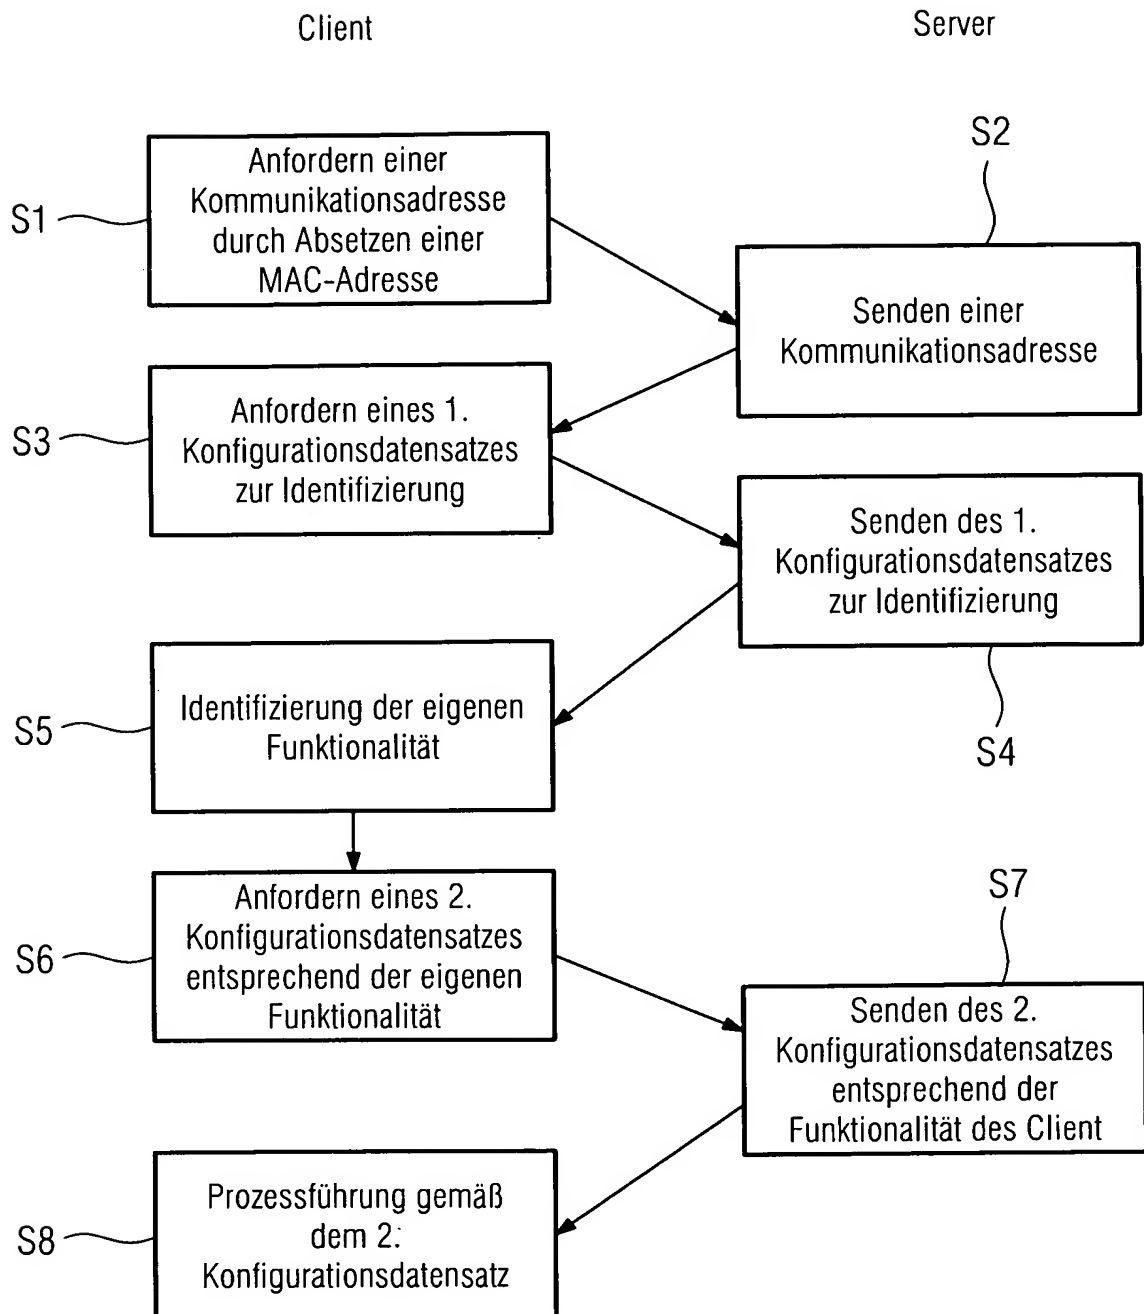 Client
Server
S1
Anfordern einer
Kommunikationsadresse
durch Absetzen einer
MAC-Adresse
S2
Senden einer
Kommunikationsadresse
S3
Anfordern eines 1.
Konfigurationsdatensatzes
zur Identifizierung
Senden des 1.
Konfigurationsdatensatzes
zur Identifizierung
S4
S5
Identifizierung der eigenen
Funktionalität
S6
Anfordern eines 2.
Konfigurationsdatensatzes
entsprechend der eigenen
Funktionalität
S7
Senden des 2.
Konfigurationsdatensatzes
entsprechend der
Funktionalität des Client
S8
Prozessführung gemäß
dem 2.
Konfigurationsdatensatz